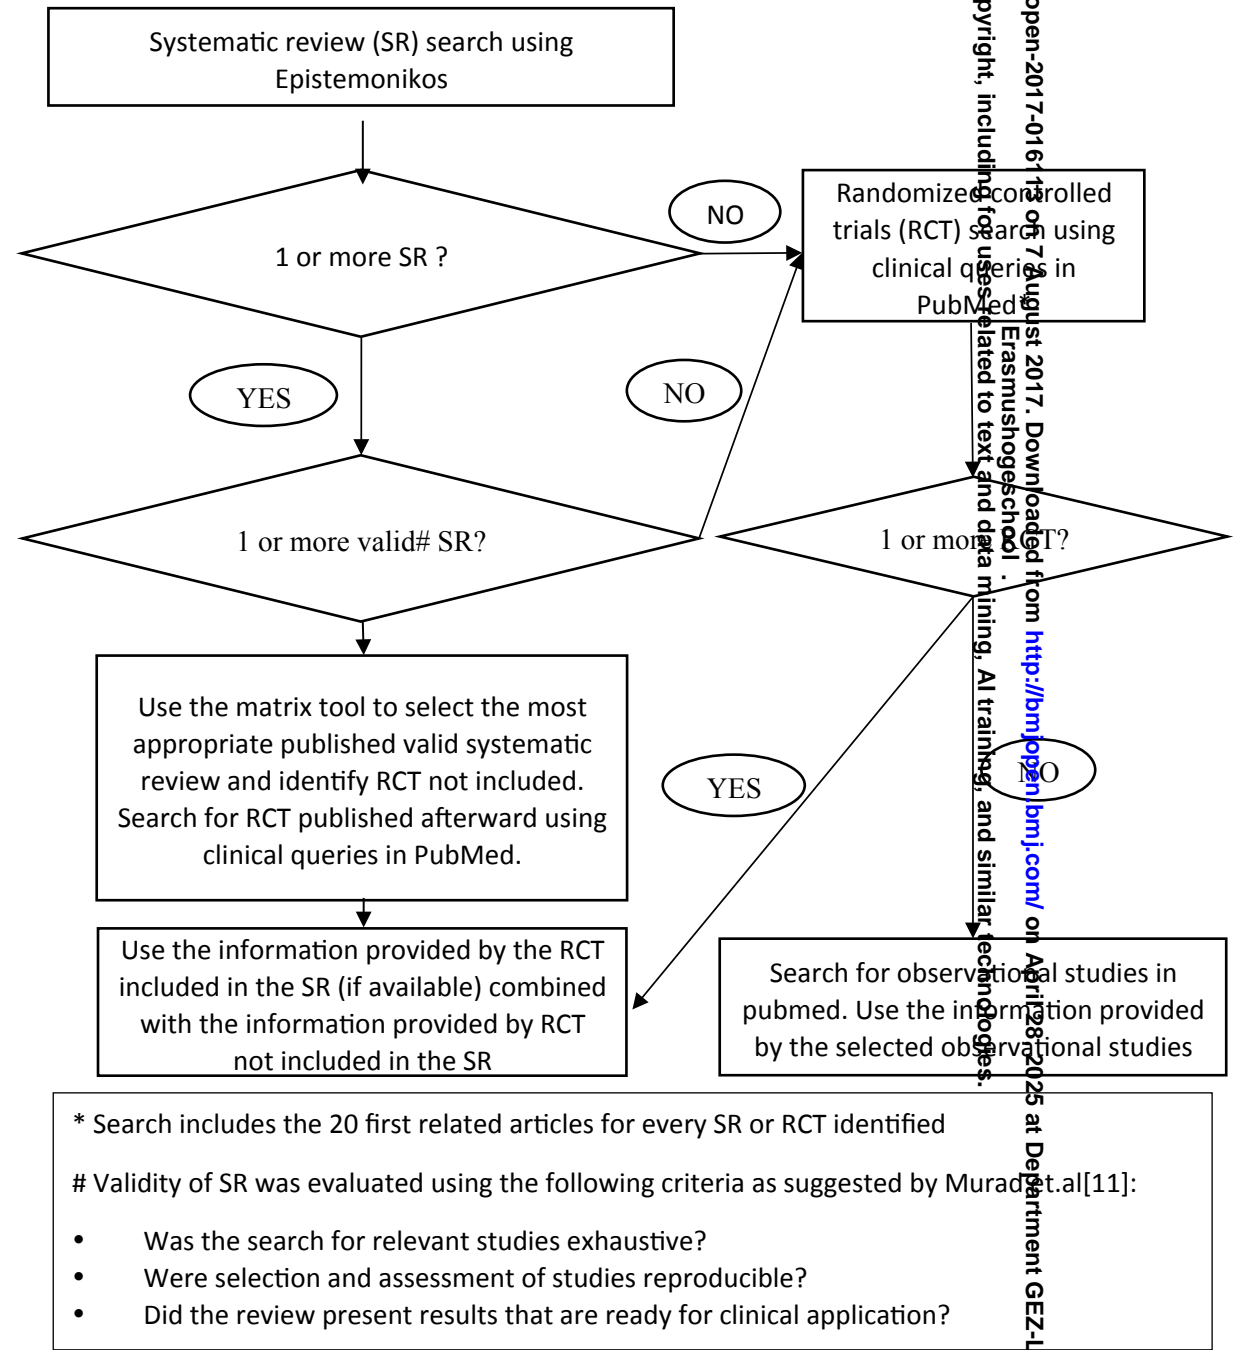 Systematic review (SR) search using
Epistemonikos
NO
Randomized controlled
trials (RCT) search using
clinical queries in
PubMed*
1 or more SR ?
YES
NO
1 or more valid# SR?
1 or more RCT?
Use the matrix tool to select the most
appropriate published valid systematic
review and identify RCT not included.
Search for RCT published afterward using
clinical queries in PubMed.
YES
NO
Use the information provided by the RCT
included in the SR (if available) combined
with the information provided by RCT
not included in the SR
Search for observational studies in
pubmed. Use the information provided
by the selected observational studies
* Search includes the 20 first related articles for every SR or RCT identified
# Validity of SR was evaluated using the following criteria as suggested by Murad et.al[11]:
• Was the search for relevant studies exhaustive?
• Were selection and assessment of studies reproducible?
• Did the review present results that are ready for clinical application?
open-2017-016113 on 7 August 2017. Downloaded from http://bmjopen.bmj.com/ on April 28, 2025 at Department GEZ-L
Erasmushogeschool .
pyright, including for uses related to text and data mining, AI training, and similar technologies.